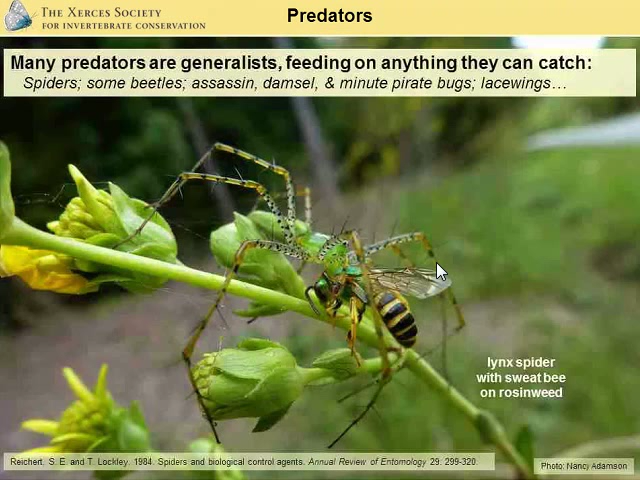 THE XERCES SOCIETY
FOR INVERTEBRATE CONSERVATION
Predators
Many predators are generalists, feeding on anything they can catch:
Spiders; some beetles; assassin, damsel, & minute pirate bugs; lacewings…
lynx spider
with sweat bee
on rosinweed
Reichert. S. E. and T. Lockley. 1984. Spiders and biological control agents. Annual Review of Entomology 29: 299-320.
Photo: Nancy Adamson